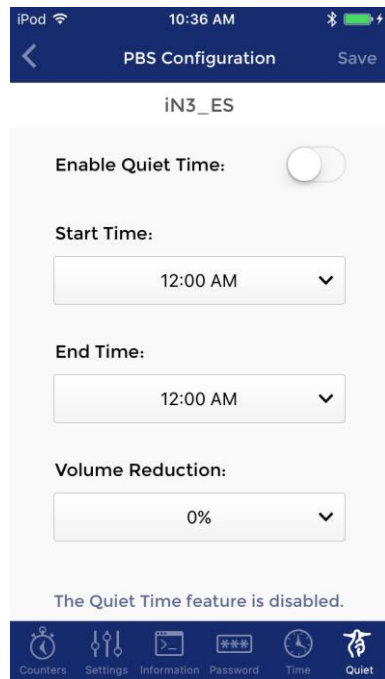 iPod 10:36 AM
PBS Configuration Save
iN3_ES
Enable Quiet Time:
Start Time:
12:00 AM
End Time:
12:00 AM
Volume Reduction:
0%
The Quiet Time feature is disabled.
***
Counters Settings Information Password Time Quiet